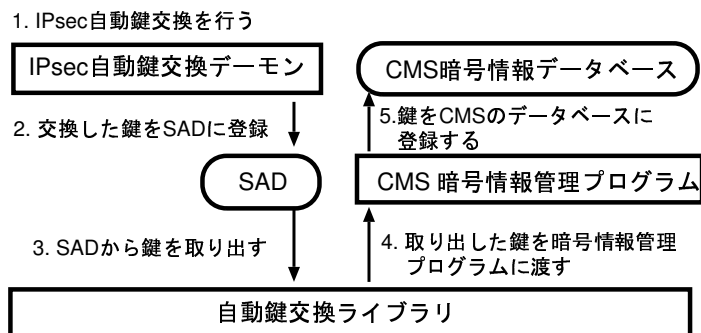 1. IPsec自動鍵交換を行う
IPsec自動鍵交換デーモン
CMS暗号情報データベース
2. 交換した鍵をSADに登録
5.鍵をCMSのデータベースに
登録する
SAD
CMS 暗号情報管理プログラム
3. SADから鍵を取り出す
4. 取り出した鍵を暗号情報管理
プログラムに渡す
自動鍵交換ライブラリ